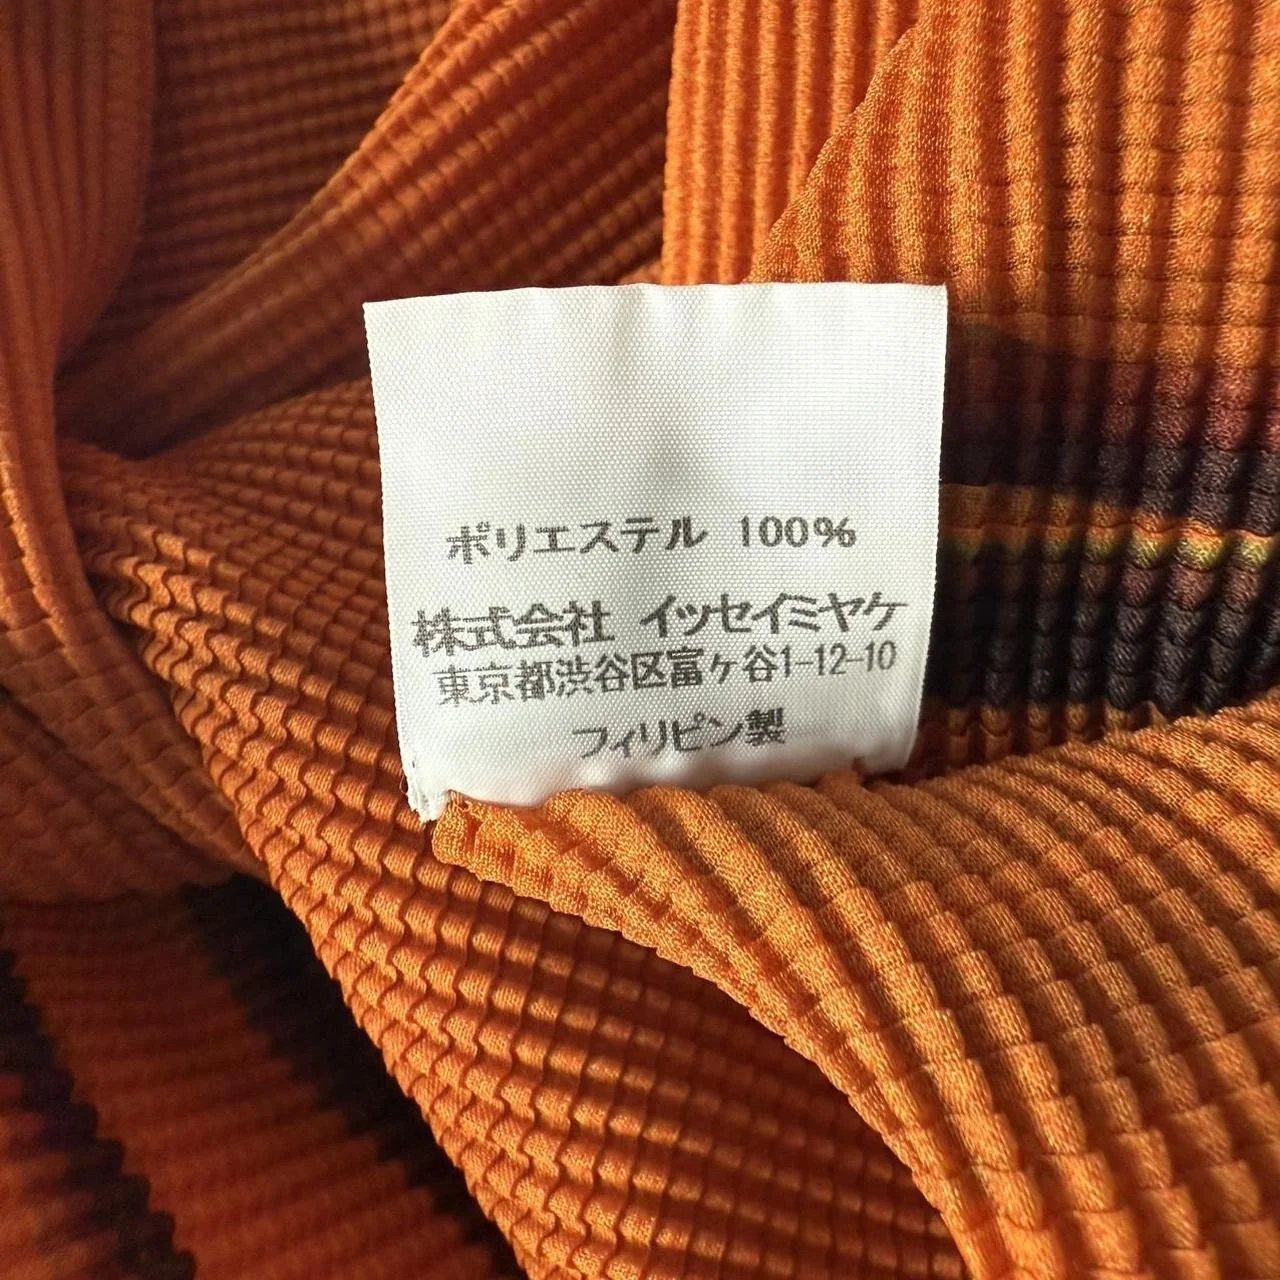 ポリエステル 100%
株式会社 イッセイミヤケ
東京都渋谷区富ヶ谷1-12-10
フィリピン製